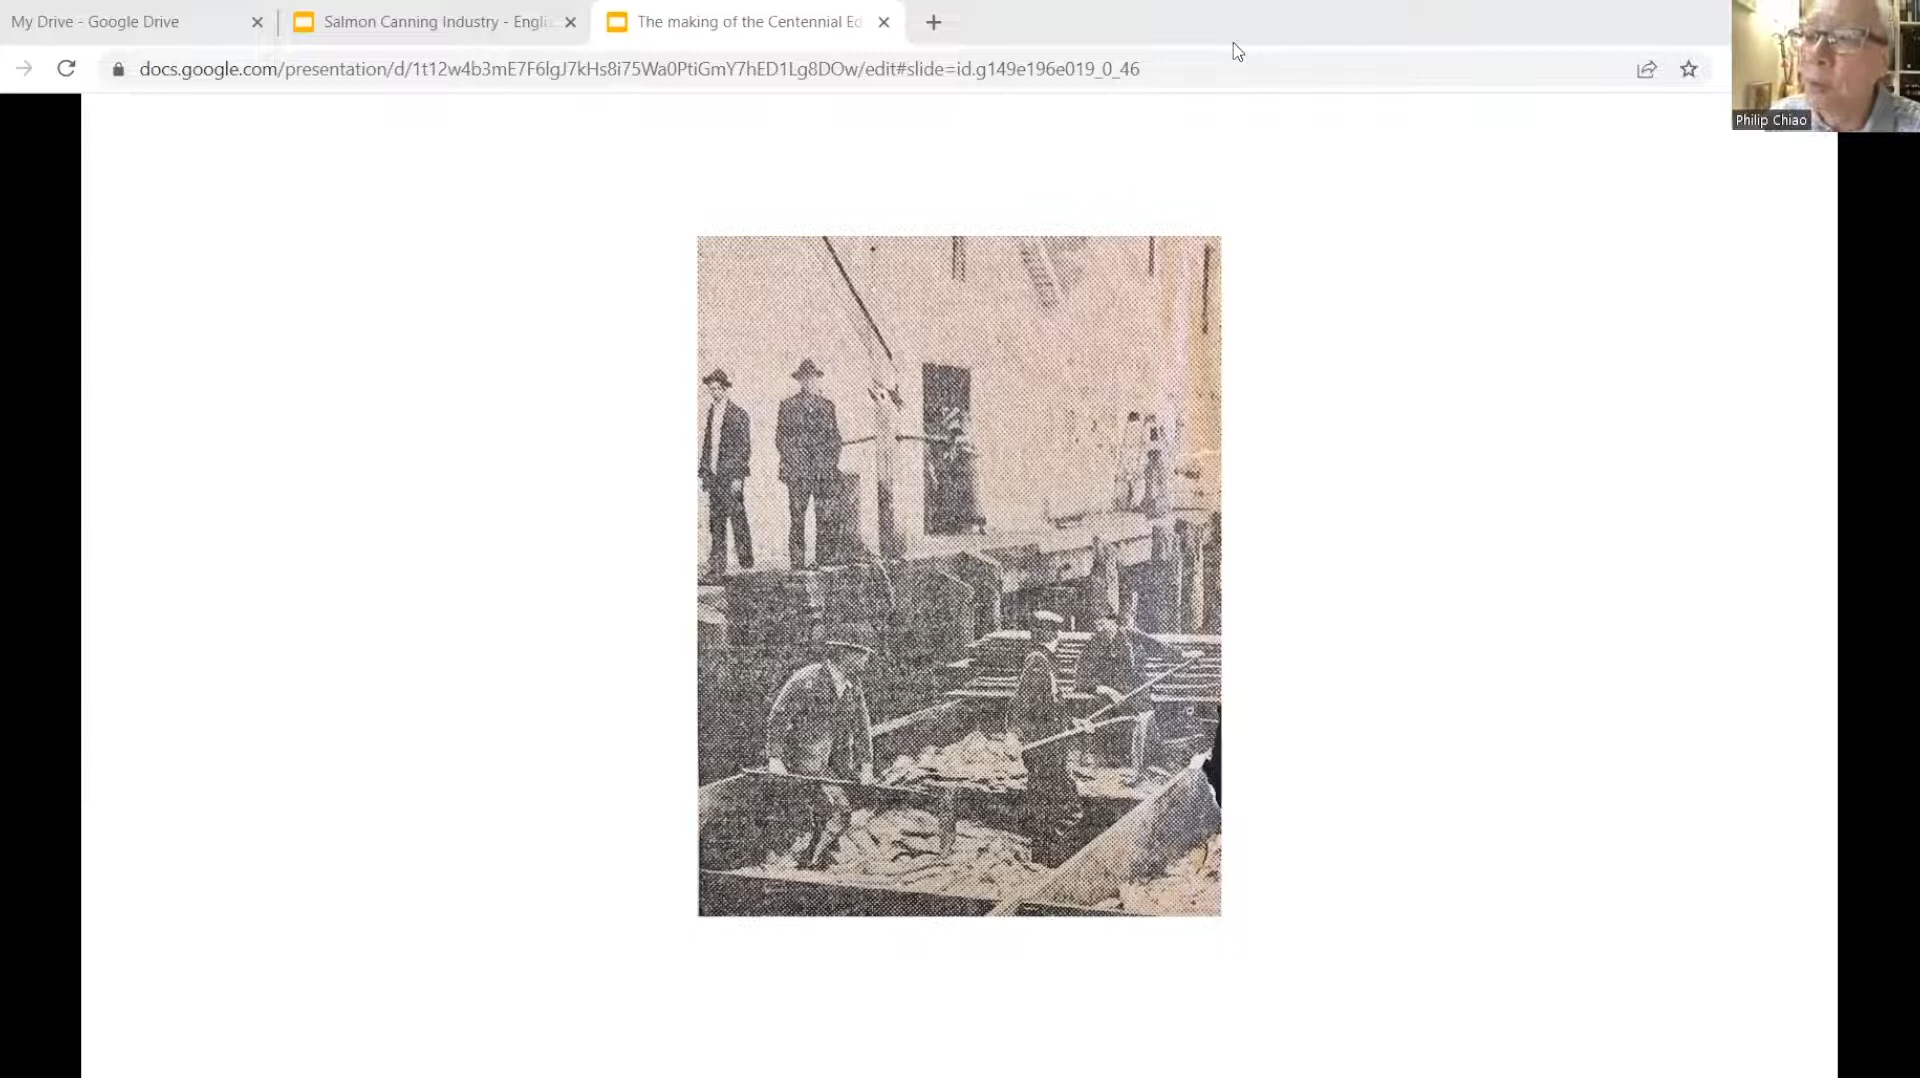 My Drive - Google Drive
Salmon Canning Industry - Englis
The making of the Centennial Ed
docs.google.com/presentation/d/1t12w4b3mE7F6lgJ7kHs8i75Wa0PtiGmY7hED1Lg8DOw/edit#slide=id.g149e196e019_0_46
Philip Chiao